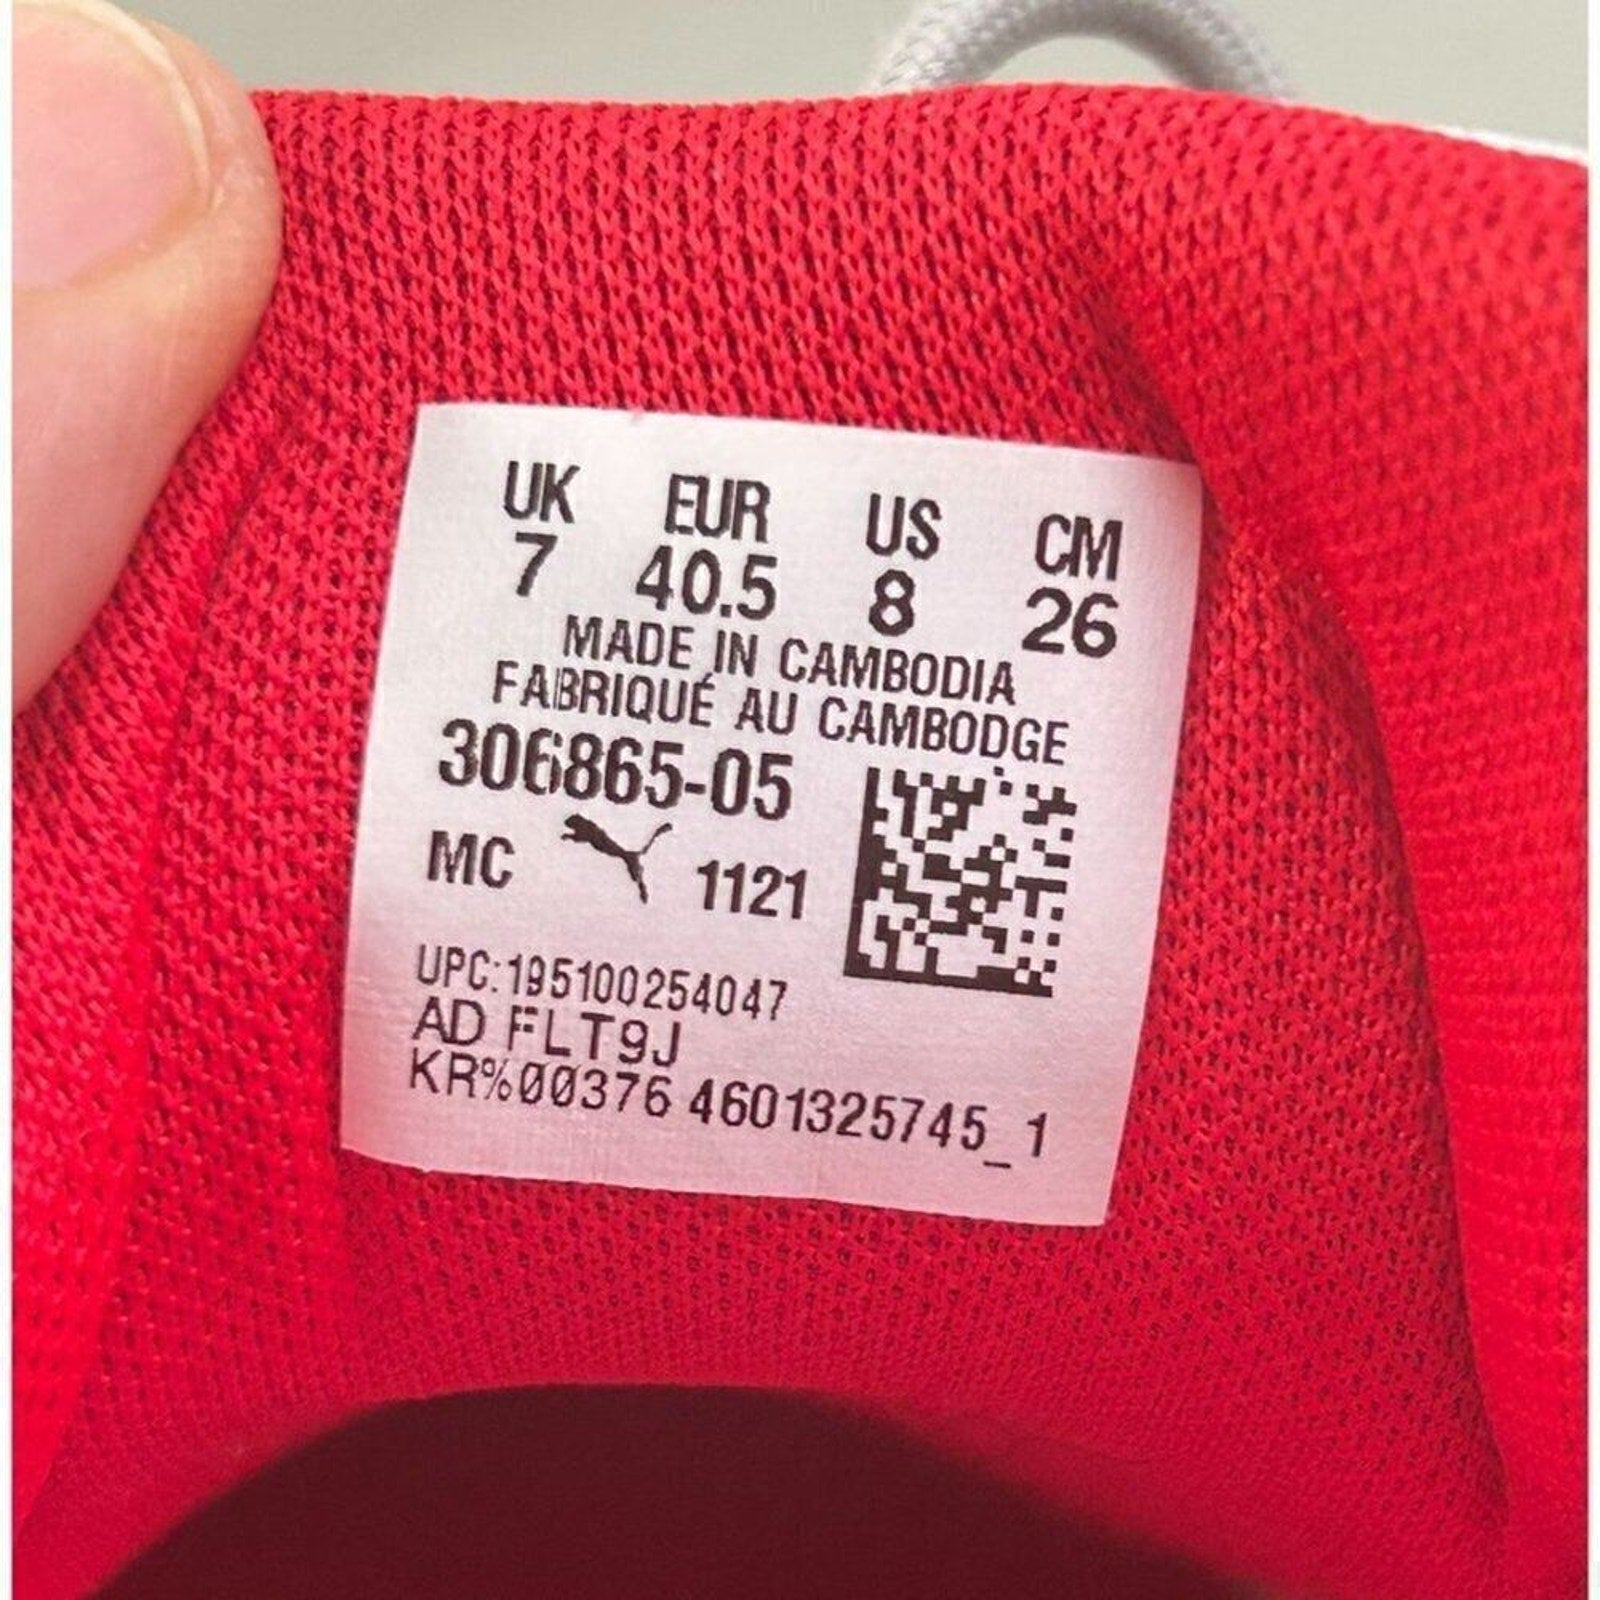 UK EUR US CM
7 40.5 8 26
MADE IN CAMBODIA
FABRIQUÉ AU CAMBODGE
306865-05
MC 1121
UPC:195100254047
AD FLT9J
KR%00376 4601325745_1